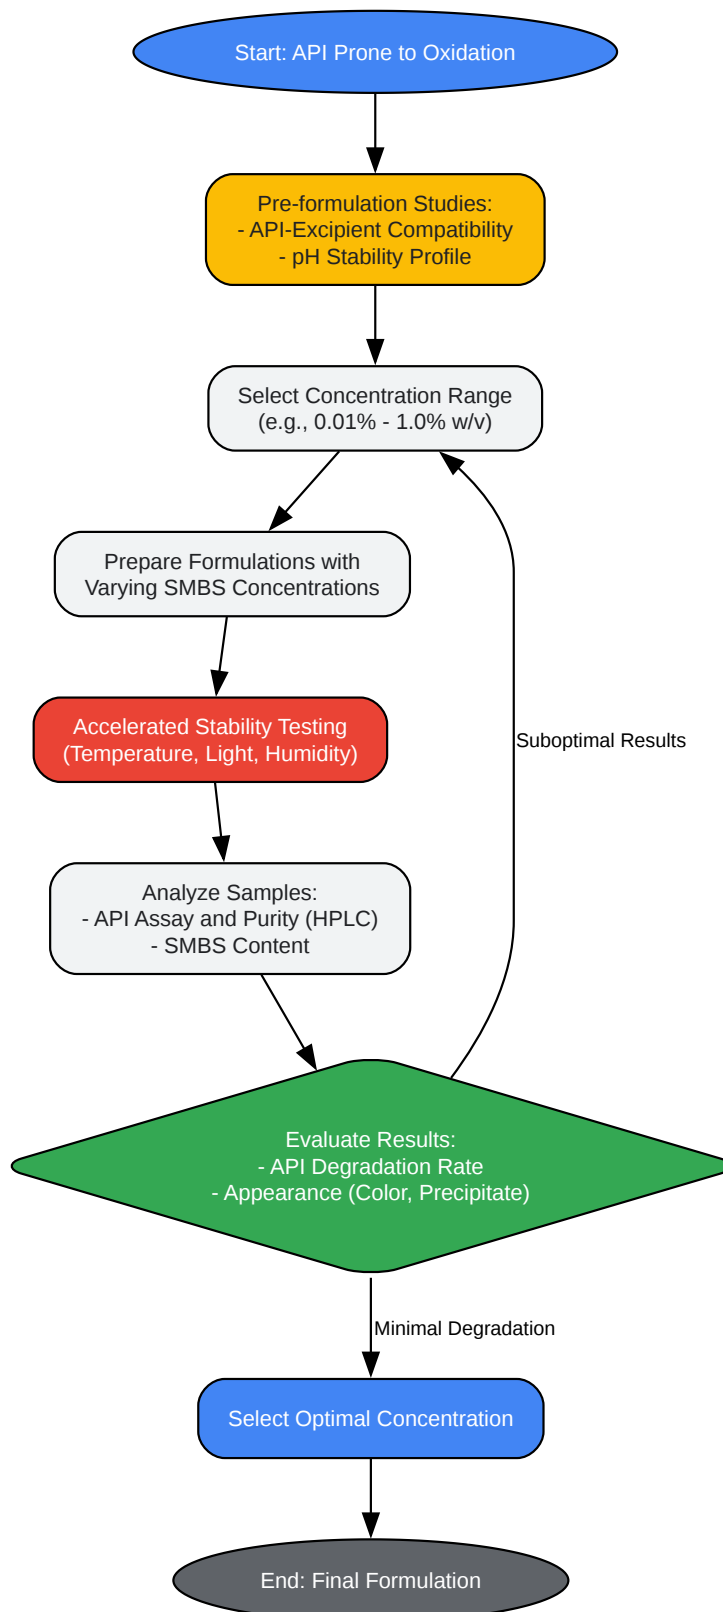 Start: API Prone to Oxidation
Pre-formulation Studies:
- API-Excipient Compatibility
- pH Stability Profile
Select Concentration Range
(e.g., 0.01% - 1.0% w/v)
Prepare Formulations with
Varying SMBS Concentrations
Accelerated Stability Testing
(Temperature, Light, Humidity)
Suboptimal Results
Analyze Samples:
- API Assay and Purity (HPLC)
- SMBS Content
Evaluate Results:
- API Degradation Rate
- Appearance (Color, Precipitate)
Minimal Degradation
Select Optimal Concentration
End: Final Formulation